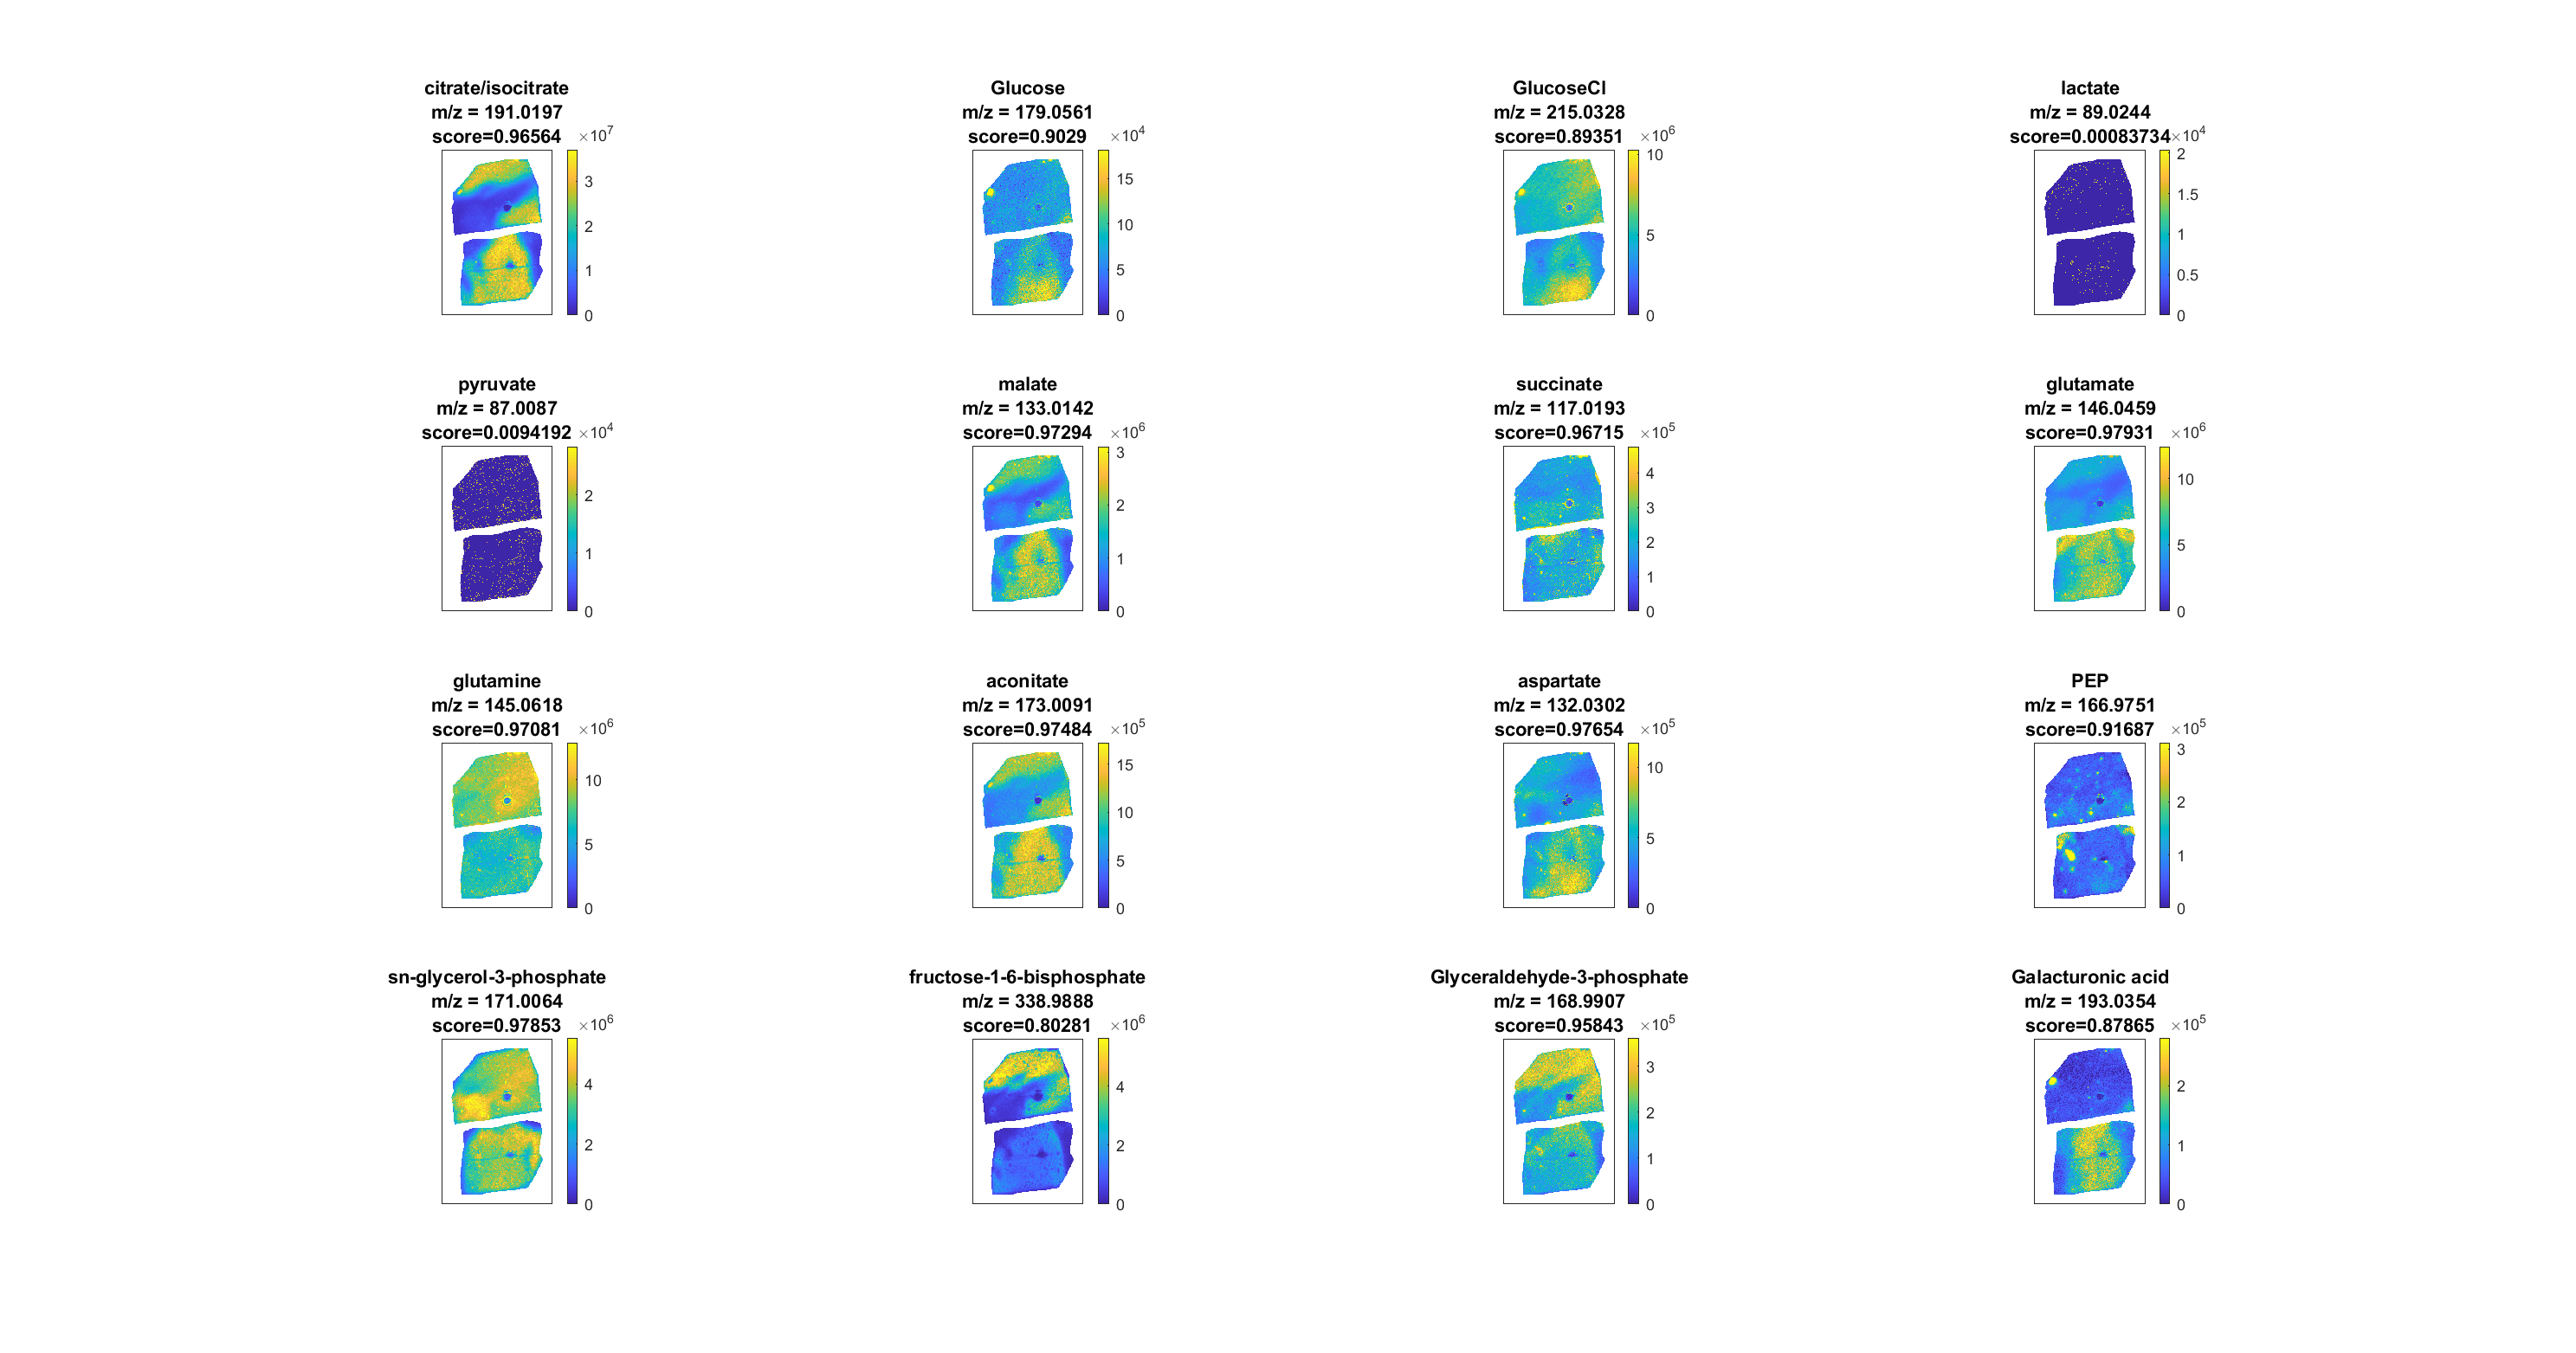 citrate/isocitrate
m/z = 191.0197
score=0.96564
×10^7
3
2
1
0
Glucose
m/z = 179.0561
score=0.9029
×10^4
15
10
5
0
GlucoseCl
m/z = 215.0328
score=0.89351
×10^6
10
5
0
lactate
m/z = 89.0244
score=0.00083734
×10^4
2
1.5
1
0.5
0
pyruvate
m/z = 87.0087
score=0.0094192
×10^4
2
1
0
malate
m/z = 133.0142
score=0.97294
×10^6
3
2
1
0
succinate
m/z = 117.0193
score=0.96715
×10^5
4
3
2
1
0
glutamate
m/z = 146.0459
score=0.97931
×10^6
10
5
0
glutamine
m/z = 145.0618
score=0.97081
×10^6
10
5
0
aconitate
m/z = 173.0091
score=0.97484
×10^5
15
10
5
0
aspartate
m/z = 132.0302
score=0.97654
×10^5
10
5
0
PEP
m/z = 166.9751
score=0.91687
×10^5
3
2
1
0
sn-glycerol-3-phosphate
m/z = 171.0064
score=0.97853
×10^6
4
2
0
fructose-1-6-bisphosphate
m/z = 338.9888
score=0.80281
×10^6
4
2
0
Glyceraldehyde-3-phosphate
m/z = 168.9907
score=0.95843
×10^5
3
2
1
0
Galacturonic acid
m/z = 193.0354
score=0.87865
×10^5
2
1
0